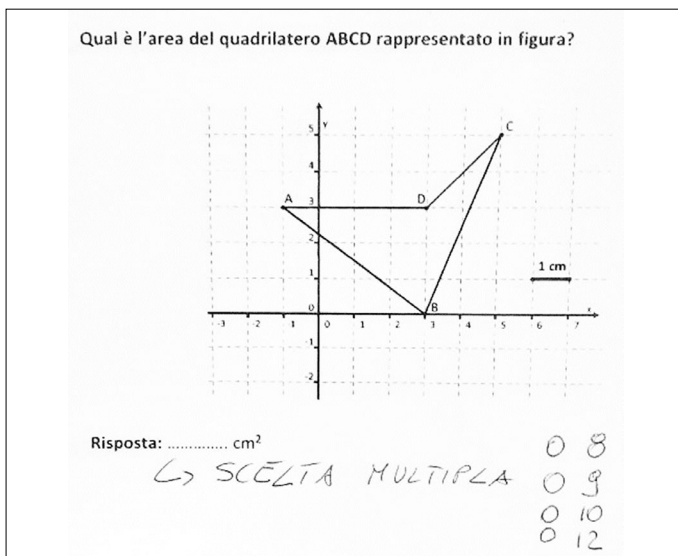 Qual è l'area del quadrilatero ABCD rappresentato in figura?
5 y C
4
A 3 D
2
1 1 cm
0 B x
-3 -2 1 0 1 2 3 4 5 6 7
-1
-2
Risposta: .............. cm²
↳ SCELTA MULTIPLA
O 8
O 9
O 10
O 12